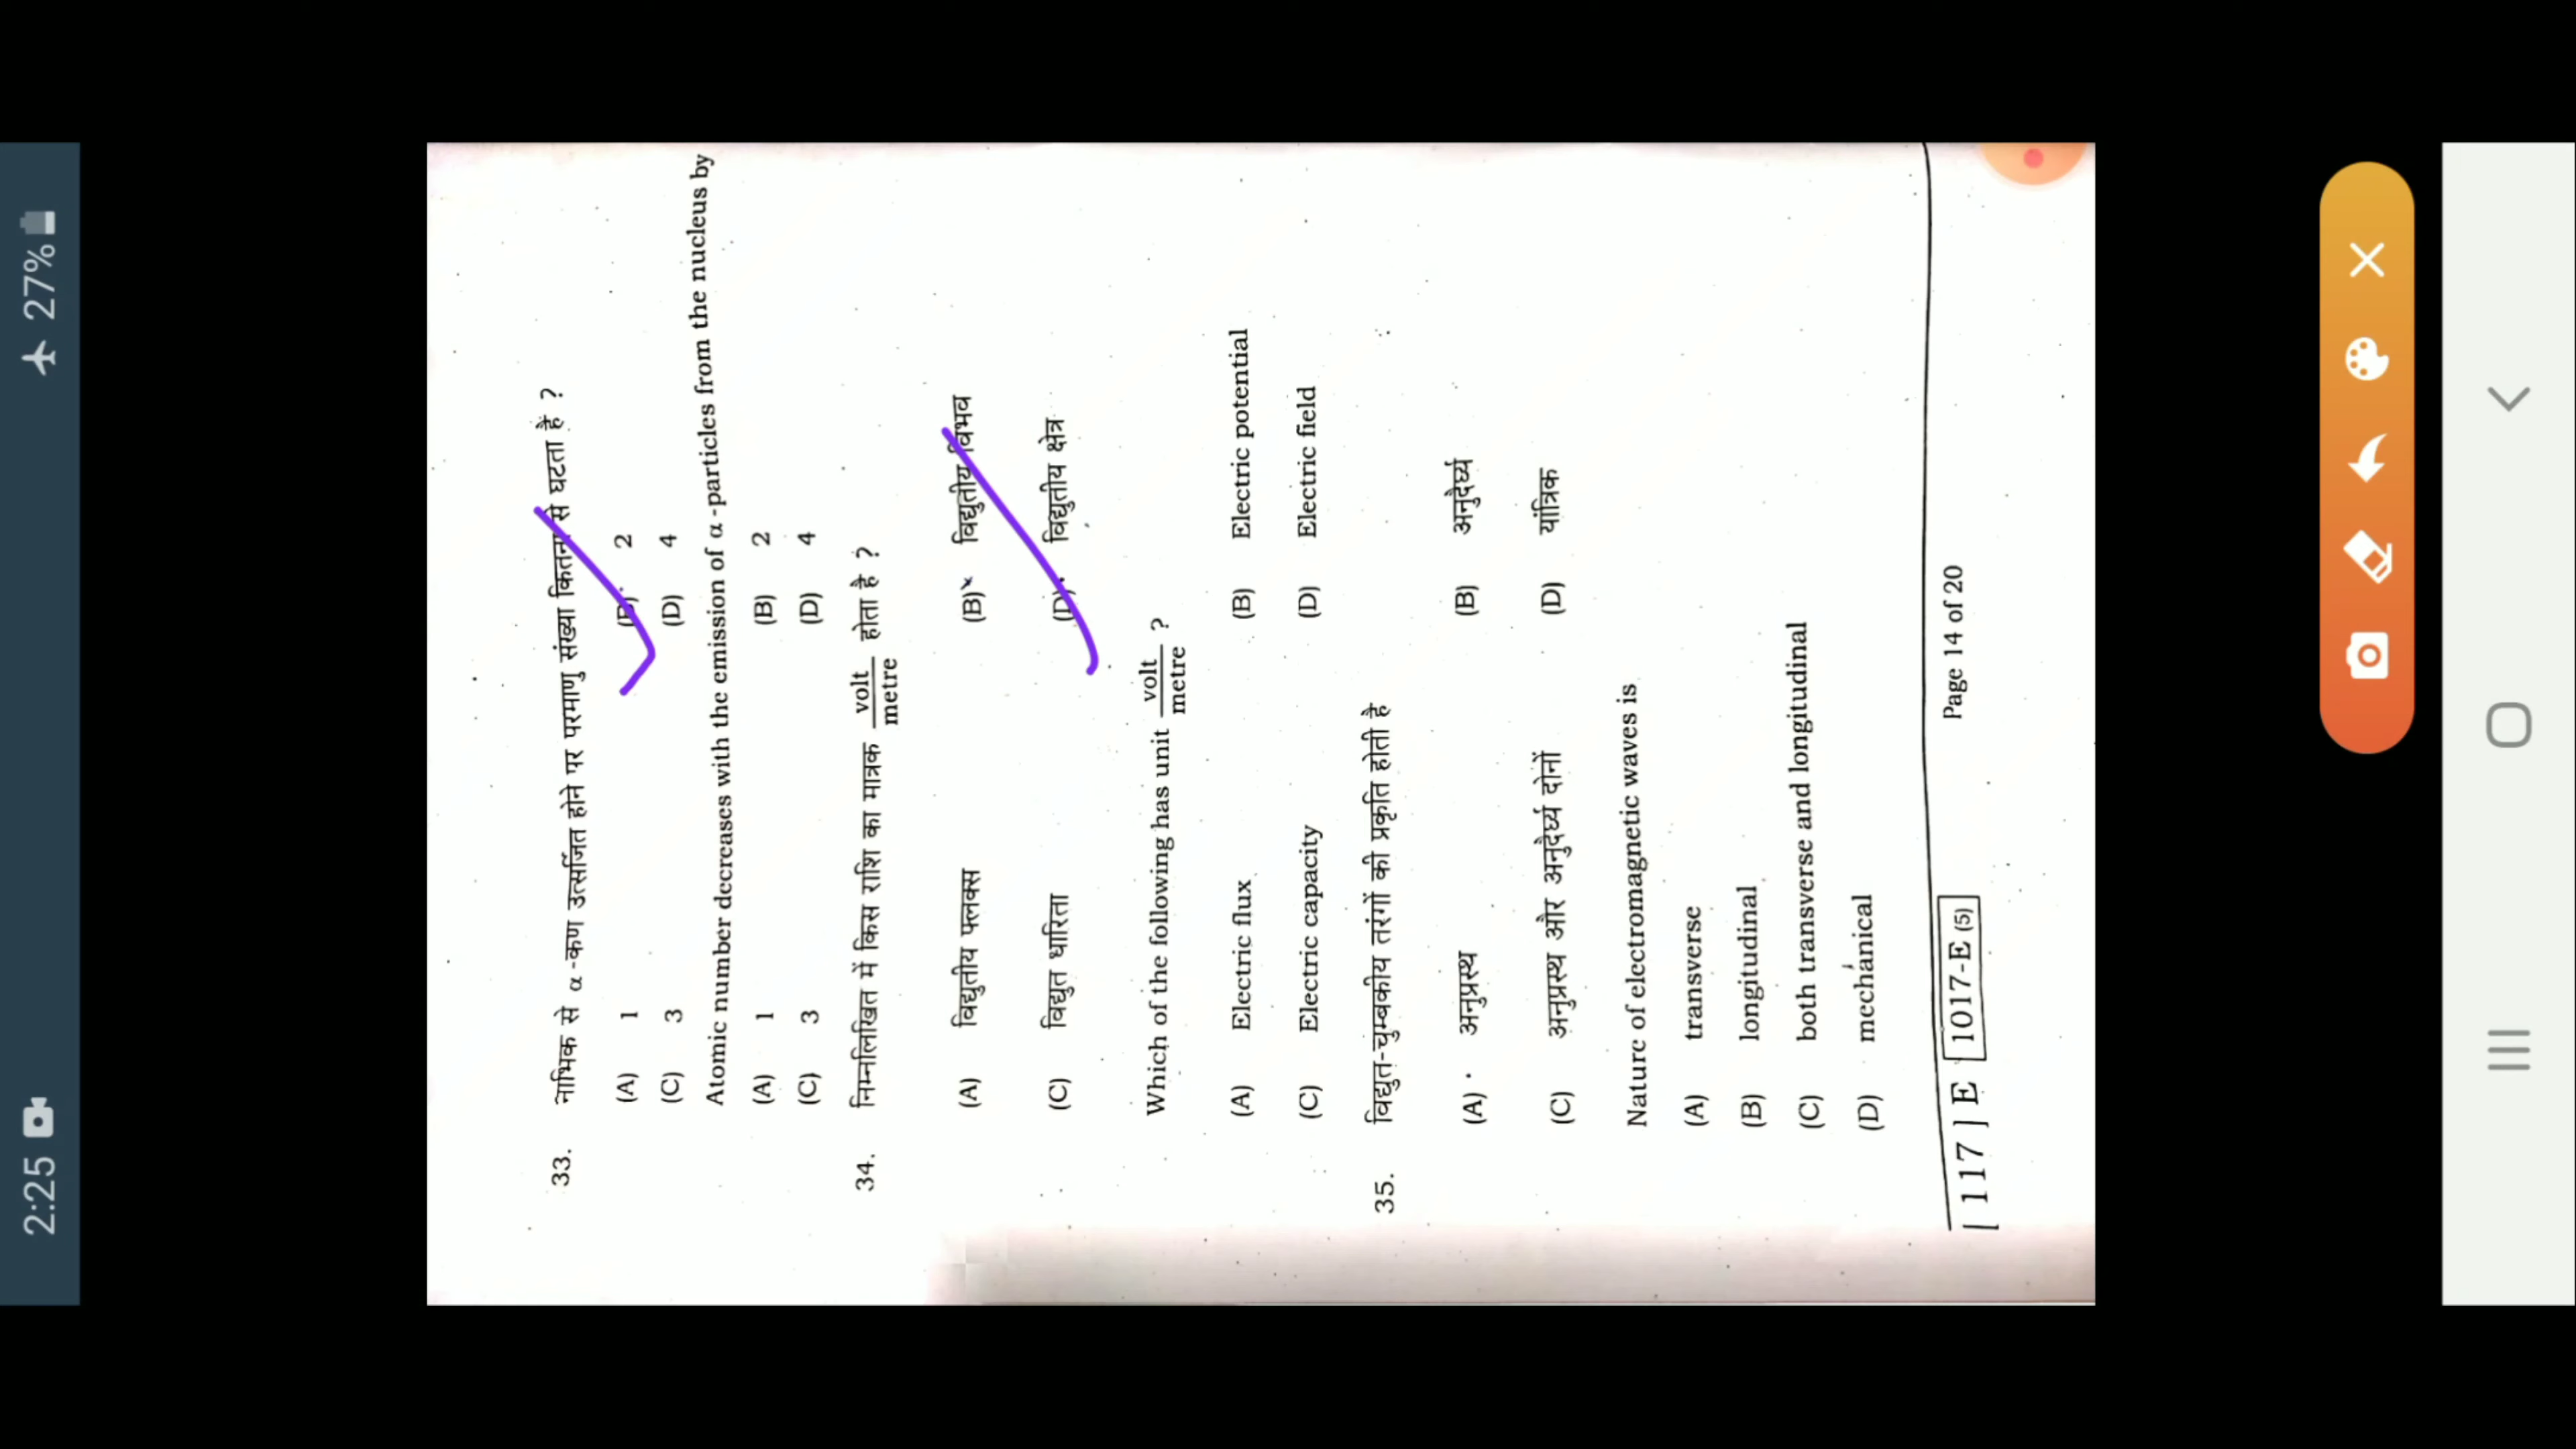 2:25
27%
33. नाभिक से α -कण उत्सर्जित होने पर परमाणु संख्या कितना से घटता है ?
(A) 1 (B) 2
(C) 3 (D) 4
Atomic number decreases with the emission of α -particles from the nucleus by
(A) 1 (B) 2
(C) 3 (D) 4
34. निम्नलिखित में किस राशि का मात्रक volt/metre होता है ?
(A) विद्युतीय फ्लक्स (B) विद्युतीय विभव
(C) विद्युत धारिता (D) विद्युतीय क्षेत्र
Which of the following has unit volt/metre ?
(A) Electric flux (B) Electric potential
(C) Electric capacity (D) Electric field
35. विद्युत-चुम्बकीय तरंगों की प्रकृति होती है
(A) अनुप्रस्थ (B) अनुदैर्घ्य
(C) अनुप्रस्थ और अनुदैर्घ्य दोनों (D) यांत्रिक
Nature of electromagnetic waves is
(A) transverse
(B) longitudinal
(C) both transverse and longitudinal
(D) mechanical
[ 117 ] E 1017-E (5) Page 14 of 20